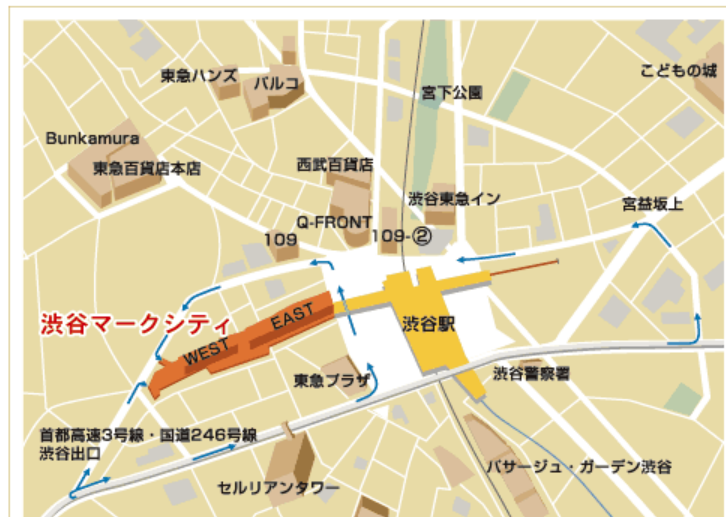 東急ハンズ
パルコ
宮下公園
こどもの城
Bunkamura
東急百貨店本店
西武百貨店
渋谷東急イン
宮益坂上
Q-FRONT
109
109-②
渋谷マークシティ
WEST
EAST
渋谷駅
東急プラザ
渋谷警察署
首都高速3号線・国道246号線
渋谷出口
セルリアンタワー
パサージュ・ガーデン渋谷